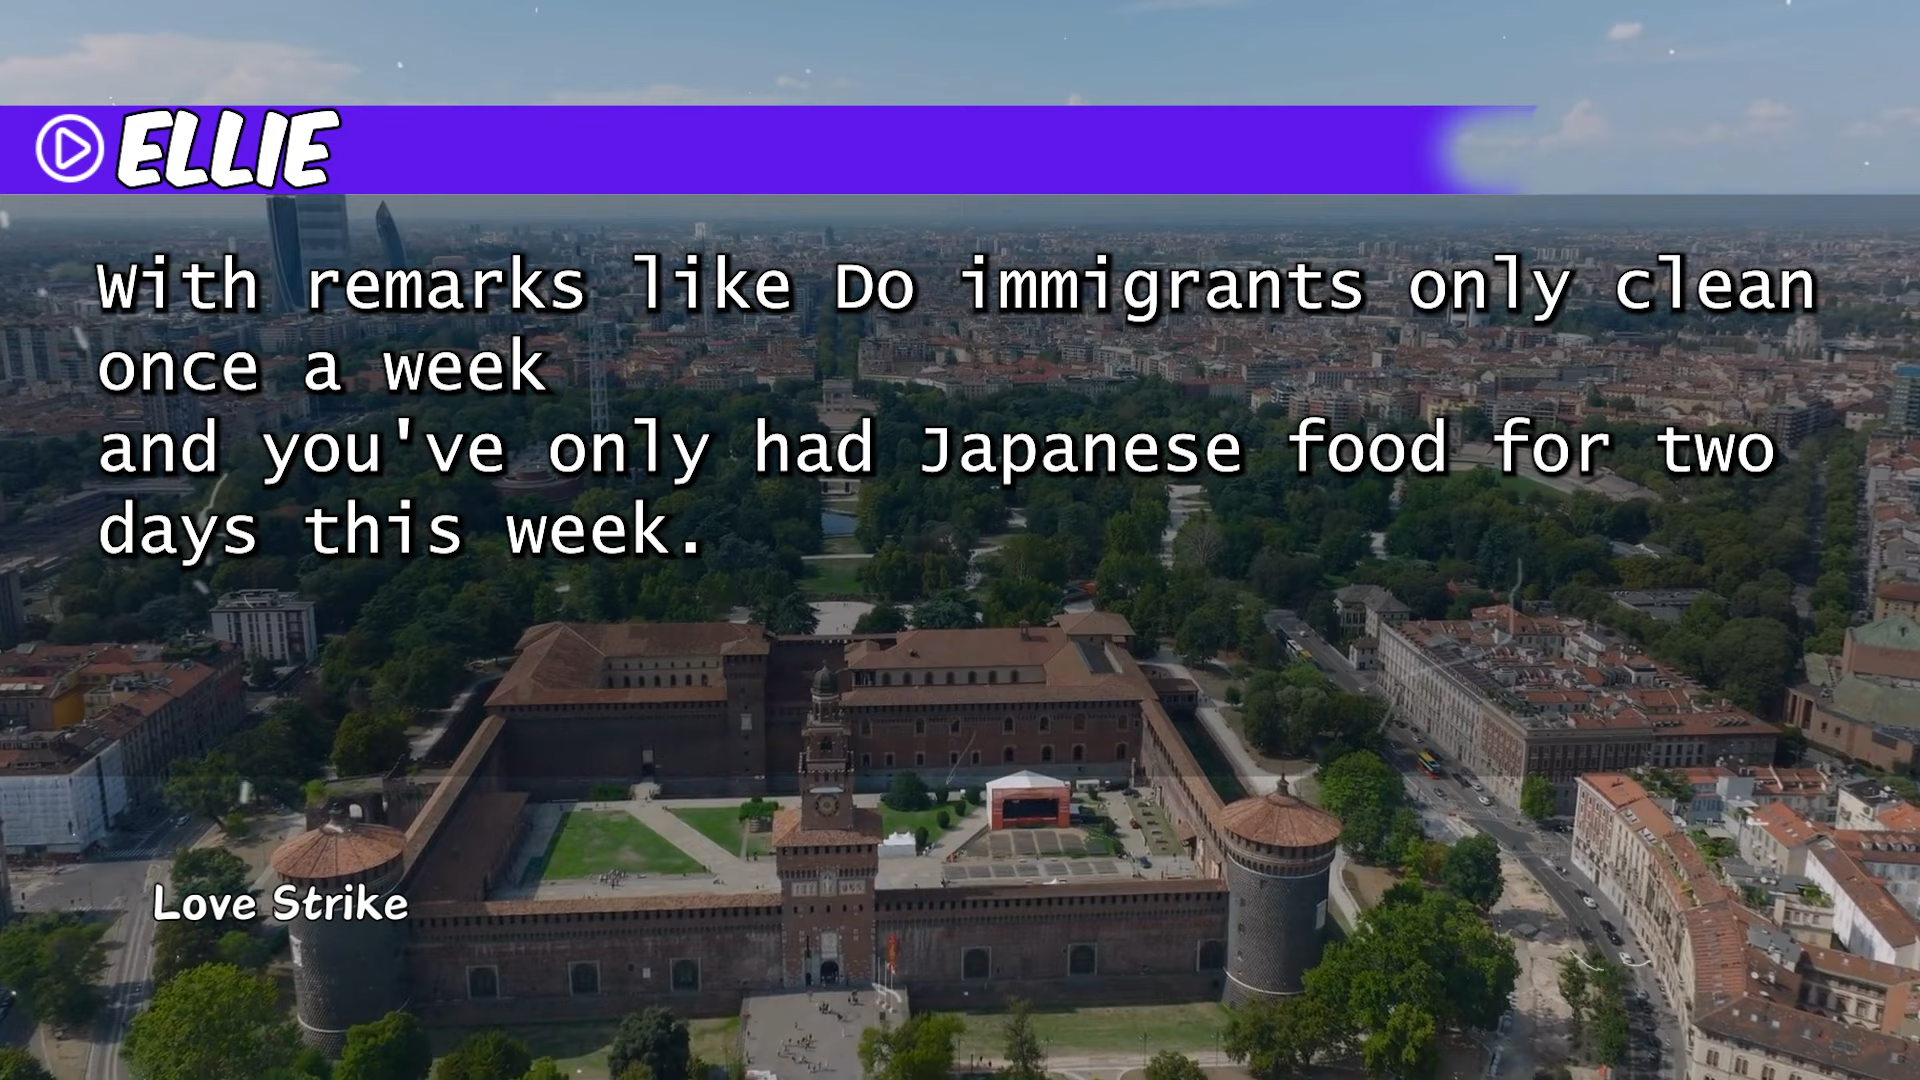 ELLIE
With remarks like Do immigrants only clean
once a week
and you've only had Japanese food for two
days this week.
Love Strike